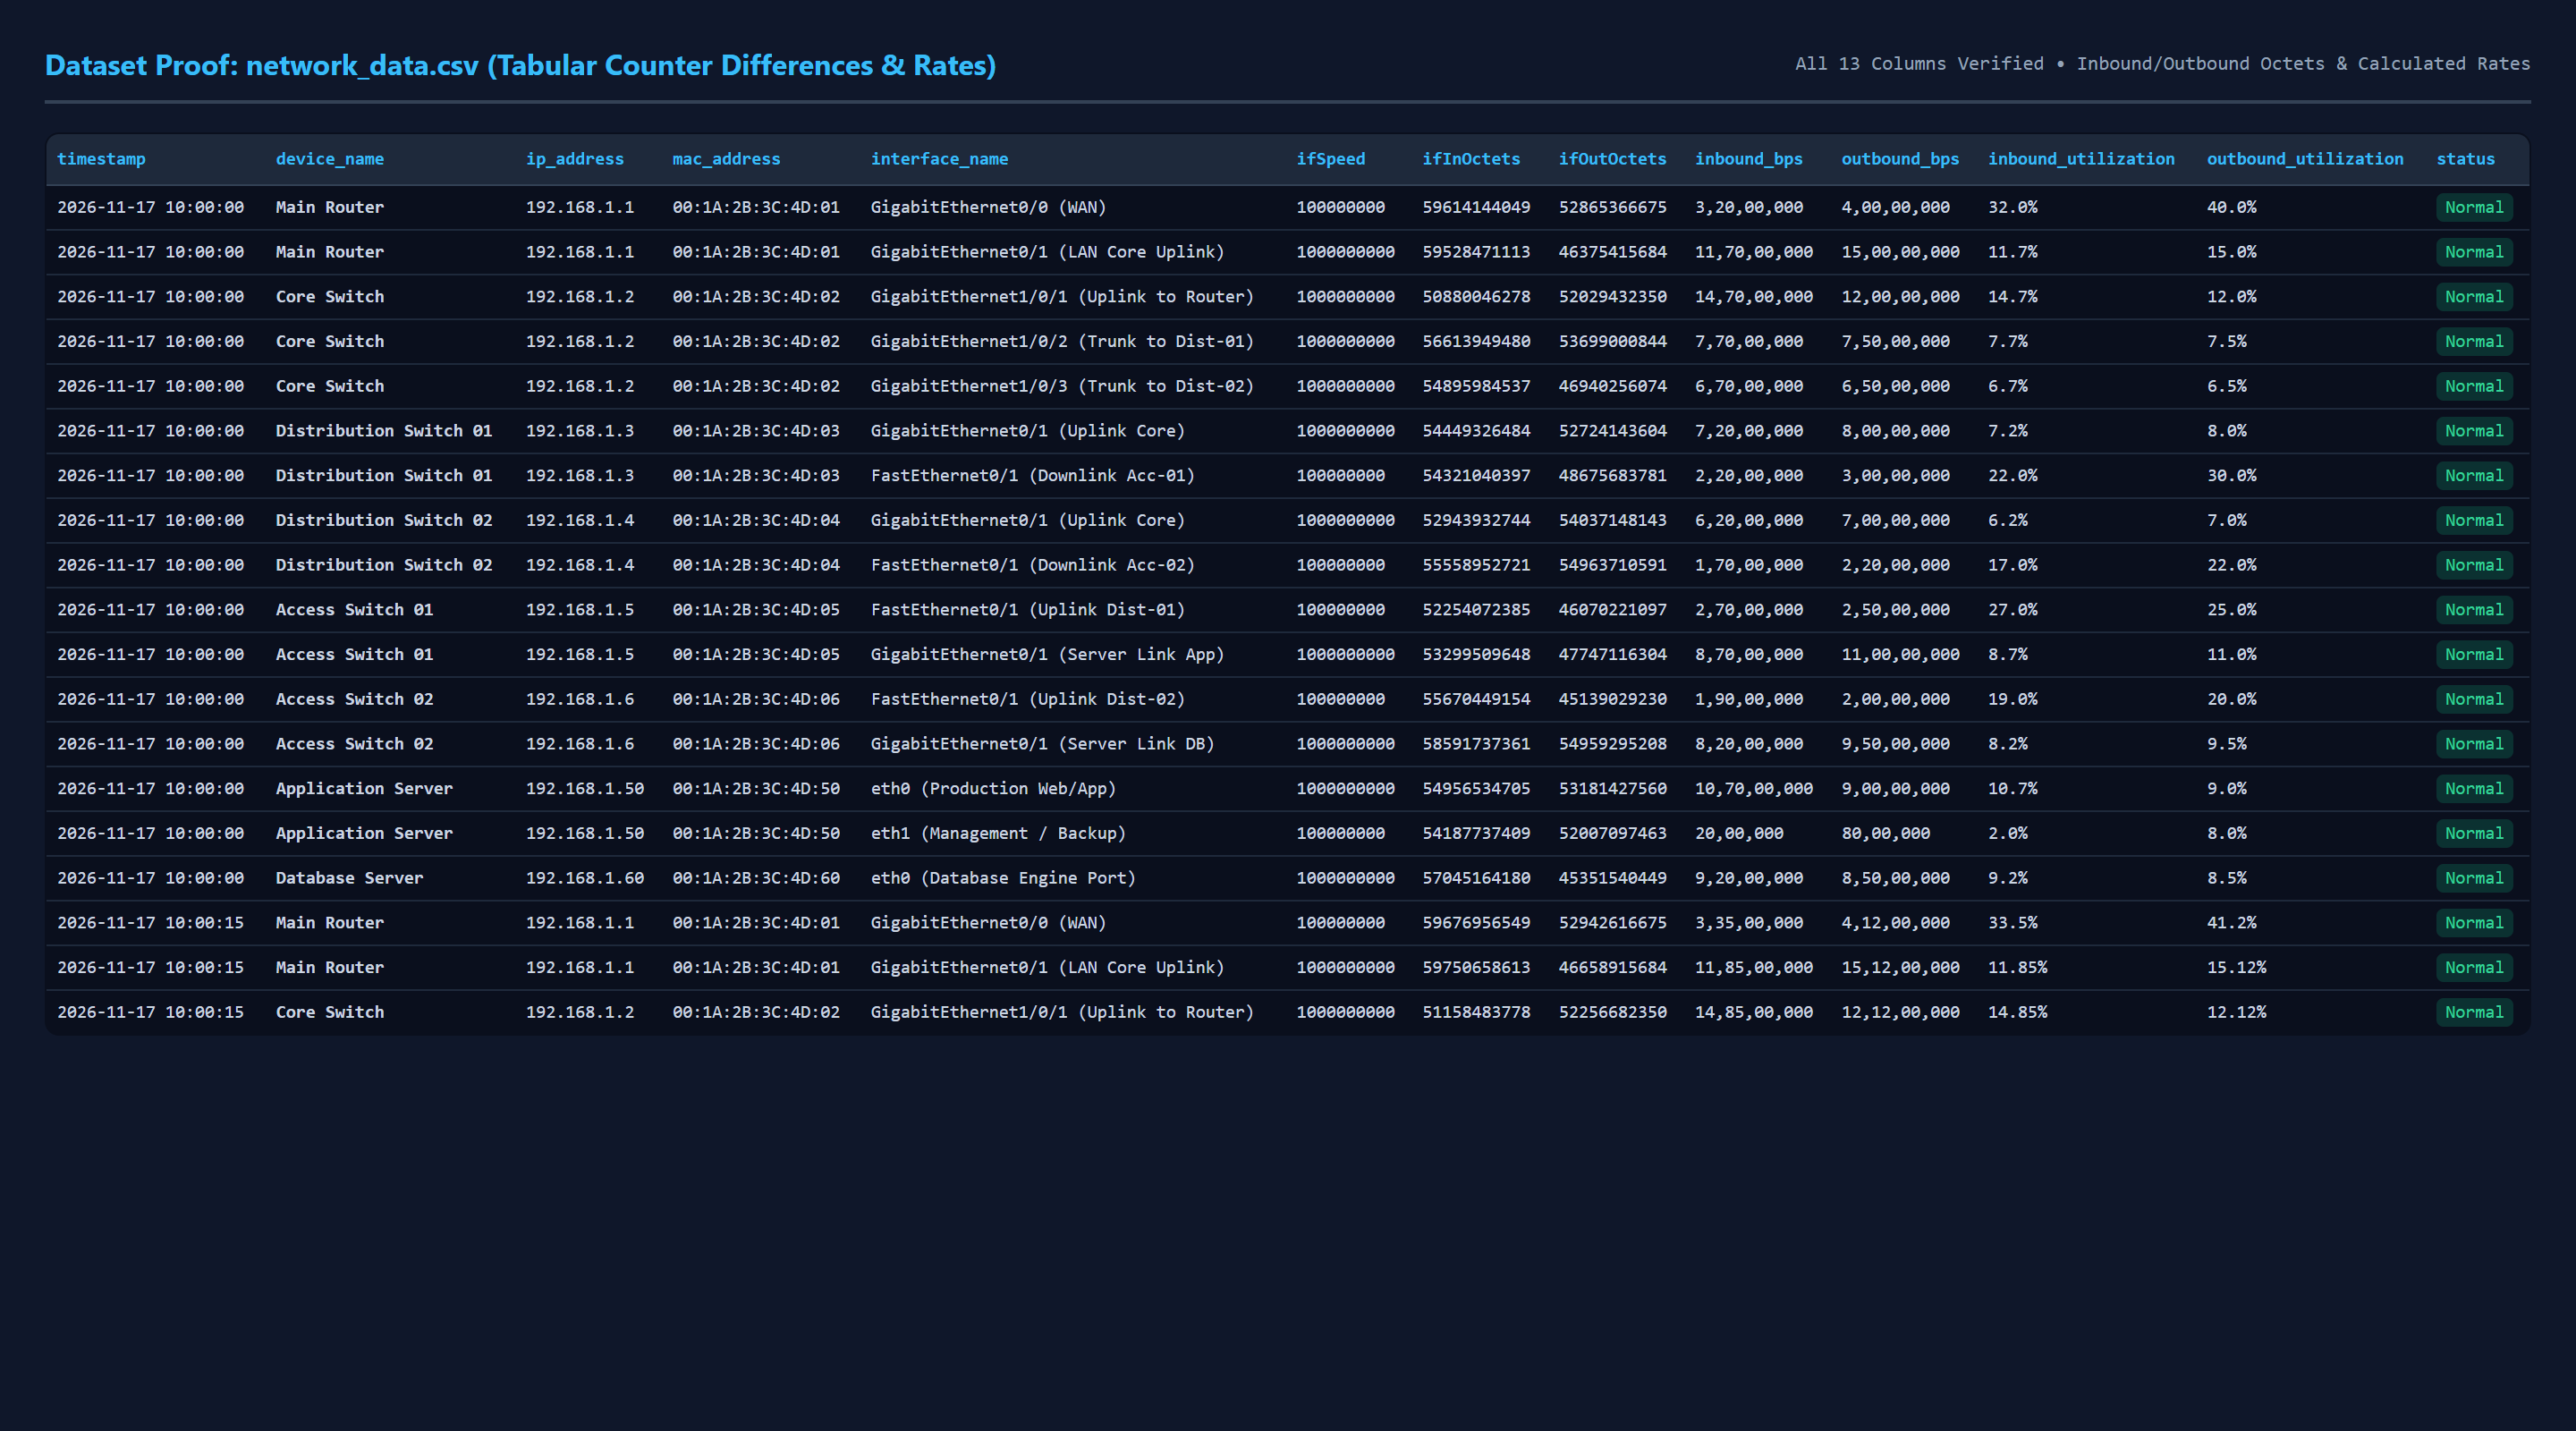 Dataset Proof: network_data.csv (Tabular Counter Differences & Rates)
All 13 Columns Verified • Inbound/Outbound Octets & Calculated Rates
timestamp device_name ip_address mac_address interface_name ifSpeed ifInOctets ifOutOctets inbound_bps outbound_bps inbound_utilization outbound_utilization status
2026-11-17 10:00:00 Main Router 192.168.1.1 00:1A:2B:3C:4D:01 GigabitEthernet0/0 (WAN) 100000000 59614144049 52865366675 3,20,00,000 4,00,00,000 32.0% 40.0% Normal
2026-11-17 10:00:00 Main Router 192.168.1.1 00:1A:2B:3C:4D:01 GigabitEthernet0/1 (LAN Core Uplink) 1000000000 59528471113 46375415684 11,70,00,000 15,00,00,000 11.7% 15.0% Normal
2026-11-17 10:00:00 Core Switch 192.168.1.2 00:1A:2B:3C:4D:02 GigabitEthernet1/0/1 (Uplink to Router) 1000000000 50880046278 52029432350 14,70,00,000 12,00,00,000 14.7% 12.0% Normal
2026-11-17 10:00:00 Core Switch 192.168.1.2 00:1A:2B:3C:4D:02 GigabitEthernet1/0/2 (Trunk to Dist-01) 1000000000 56613949480 53699000844 7,70,00,000 7,50,00,000 7.7% 7.5% Normal
2026-11-17 10:00:00 Core Switch 192.168.1.2 00:1A:2B:3C:4D:02 GigabitEthernet1/0/3 (Trunk to Dist-02) 1000000000 54895984537 46940256074 6,70,00,000 6,50,00,000 6.7% 6.5% Normal
2026-11-17 10:00:00 Distribution Switch 01 192.168.1.3 00:1A:2B:3C:4D:03 GigabitEthernet0/1 (Uplink Core) 1000000000 54449326484 52724143604 7,20,00,000 8,00,00,000 7.2% 8.0% Normal
2026-11-17 10:00:00 Distribution Switch 01 192.168.1.3 00:1A:2B:3C:4D:03 FastEthernet0/1 (Downlink Acc-01) 100000000 54321040397 48675683781 2,20,00,000 3,00,00,000 22.0% 30.0% Normal
2026-11-17 10:00:00 Distribution Switch 02 192.168.1.4 00:1A:2B:3C:4D:04 GigabitEthernet0/1 (Uplink Core) 1000000000 52943932744 54037148143 6,20,00,000 7,00,00,000 6.2% 7.0% Normal
2026-11-17 10:00:00 Distribution Switch 02 192.168.1.4 00:1A:2B:3C:4D:04 FastEthernet0/1 (Downlink Acc-02) 100000000 55558952721 54963710591 1,70,00,000 2,20,00,000 17.0% 22.0% Normal
2026-11-17 10:00:00 Access Switch 01 192.168.1.5 00:1A:2B:3C:4D:05 FastEthernet0/1 (Uplink Dist-01) 100000000 52254072385 46070221097 2,70,00,000 2,50,00,000 27.0% 25.0% Normal
2026-11-17 10:00:00 Access Switch 01 192.168.1.5 00:1A:2B:3C:4D:05 GigabitEthernet0/1 (Server Link App) 1000000000 53299509648 47747116304 8,70,00,000 11,00,00,000 8.7% 11.0% Normal
2026-11-17 10:00:00 Access Switch 02 192.168.1.6 00:1A:2B:3C:4D:06 FastEthernet0/1 (Uplink Dist-02) 100000000 55670449154 45139029230 1,90,00,000 2,00,00,000 19.0% 20.0% Normal
2026-11-17 10:00:00 Access Switch 02 192.168.1.6 00:1A:2B:3C:4D:06 GigabitEthernet0/1 (Server Link DB) 1000000000 58591737361 54959295208 8,20,00,000 9,50,00,000 8.2% 9.5% Normal
2026-11-17 10:00:00 Application Server 192.168.1.50 00:1A:2B:3C:4D:50 eth0 (Production Web/App) 1000000000 54956534705 53181427560 10,70,00,000 9,00,00,000 10.7% 9.0% Normal
2026-11-17 10:00:00 Application Server 192.168.1.50 00:1A:2B:3C:4D:50 eth1 (Management / Backup) 100000000 54187737409 52007097463 20,00,000 80,00,000 2.0% 8.0% Normal
2026-11-17 10:00:00 Database Server 192.168.1.60 00:1A:2B:3C:4D:60 eth0 (Database Engine Port) 1000000000 57045164180 45351540449 9,20,00,000 8,50,00,000 9.2% 8.5% Normal
2026-11-17 10:00:15 Main Router 192.168.1.1 00:1A:2B:3C:4D:01 GigabitEthernet0/0 (WAN) 100000000 59676956549 52942616675 3,35,00,000 4,12,00,000 33.5% 41.2% Normal
2026-11-17 10:00:15 Main Router 192.168.1.1 00:1A:2B:3C:4D:01 GigabitEthernet0/1 (LAN Core Uplink) 1000000000 59750658613 46658915684 11,85,00,000 15,12,00,000 11.85% 15.12% Normal
2026-11-17 10:00:15 Core Switch 192.168.1.2 00:1A:2B:3C:4D:02 GigabitEthernet1/0/1 (Uplink to Router) 1000000000 51158483778 52256682350 14,85,00,000 12,12,00,000 14.85% 12.12% Normal